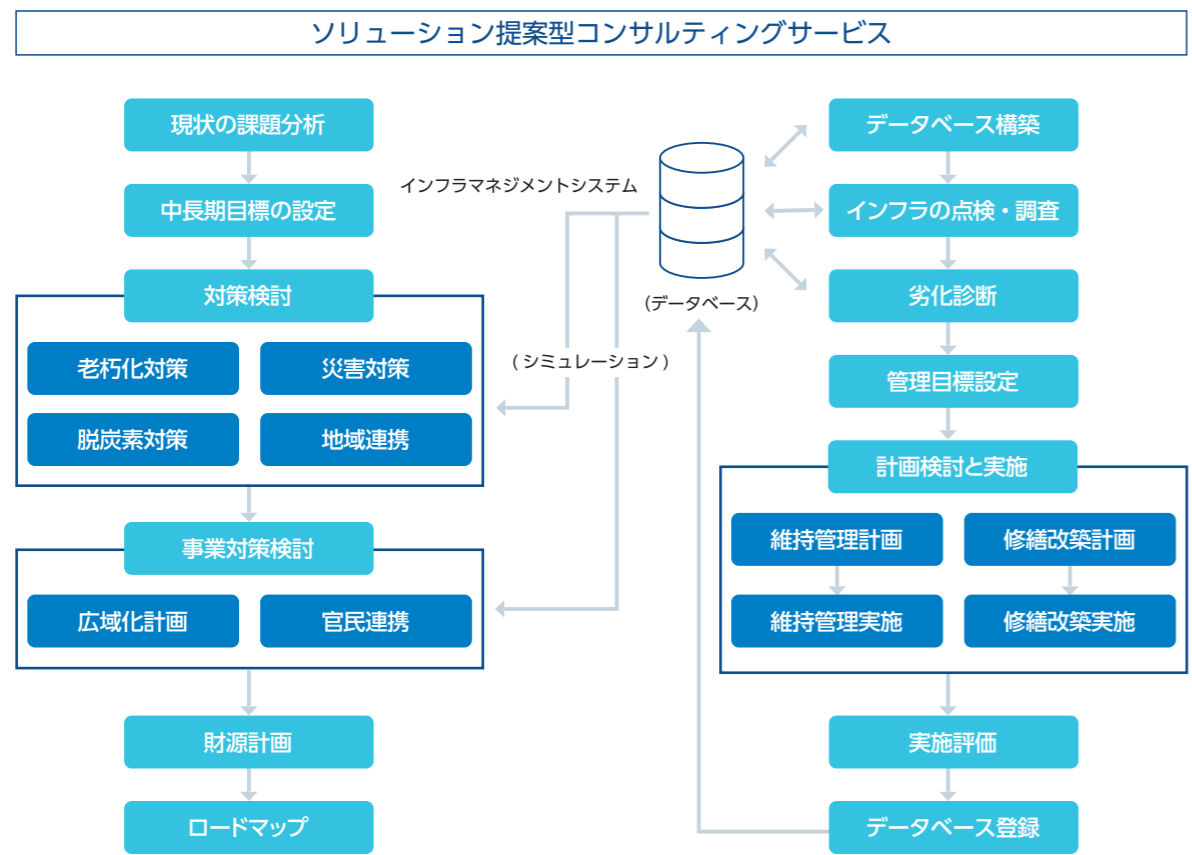 ソリューション提案型コンサルティングサービス
現状の課題分析
中長期目標の設定
対策検討
老朽化対策
災害対策
脱炭素対策
地域連携
事業対策検討
広域化計画
官民連携
財源計画
ロードマップ
インフラマネジメントシステム
(データベース)
(シミュレーション)
データベース構築
インフラの点検・調査
劣化診断
管理目標設定
計画検討と実施
維持管理計画
修繕改築計画
維持管理実施
修繕改築実施
実施評価
データベース登録